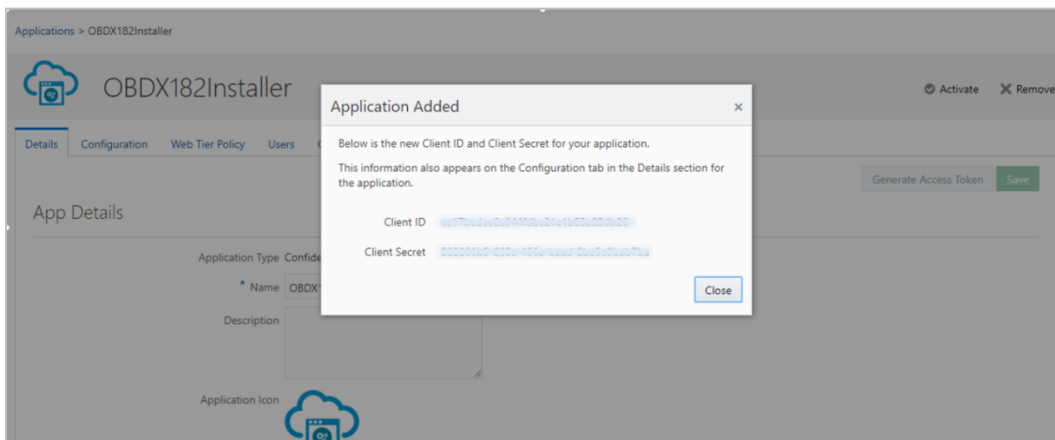 Applications > OBDX182Installer
OBDX182Installer
Activate
Remove
Application Added
×
Below is the new Client ID and Client Secret for your application.
This information also appears on the Configuration tab in the Details section for
the application.
Client ID
Client Secret
Close
Details
Configuration
Web Tier Policy
Users
Generate Access Token
Save
App Details
Application Type
* Name
Description
Application Icon